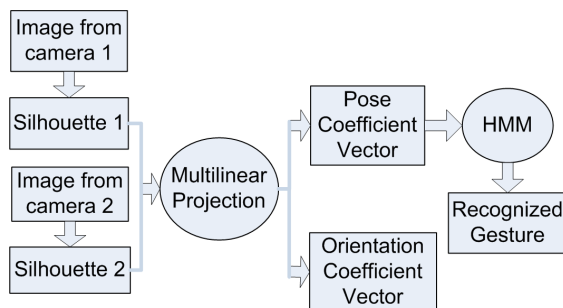 Image from
camera 1
Silhouette 1
Image from
camera 2
Silhouette 2
Multilinear
Projection
Pose
Coefficient
Vector
HMM
Recognized
Gesture
Orientation
Coefficient
Vector